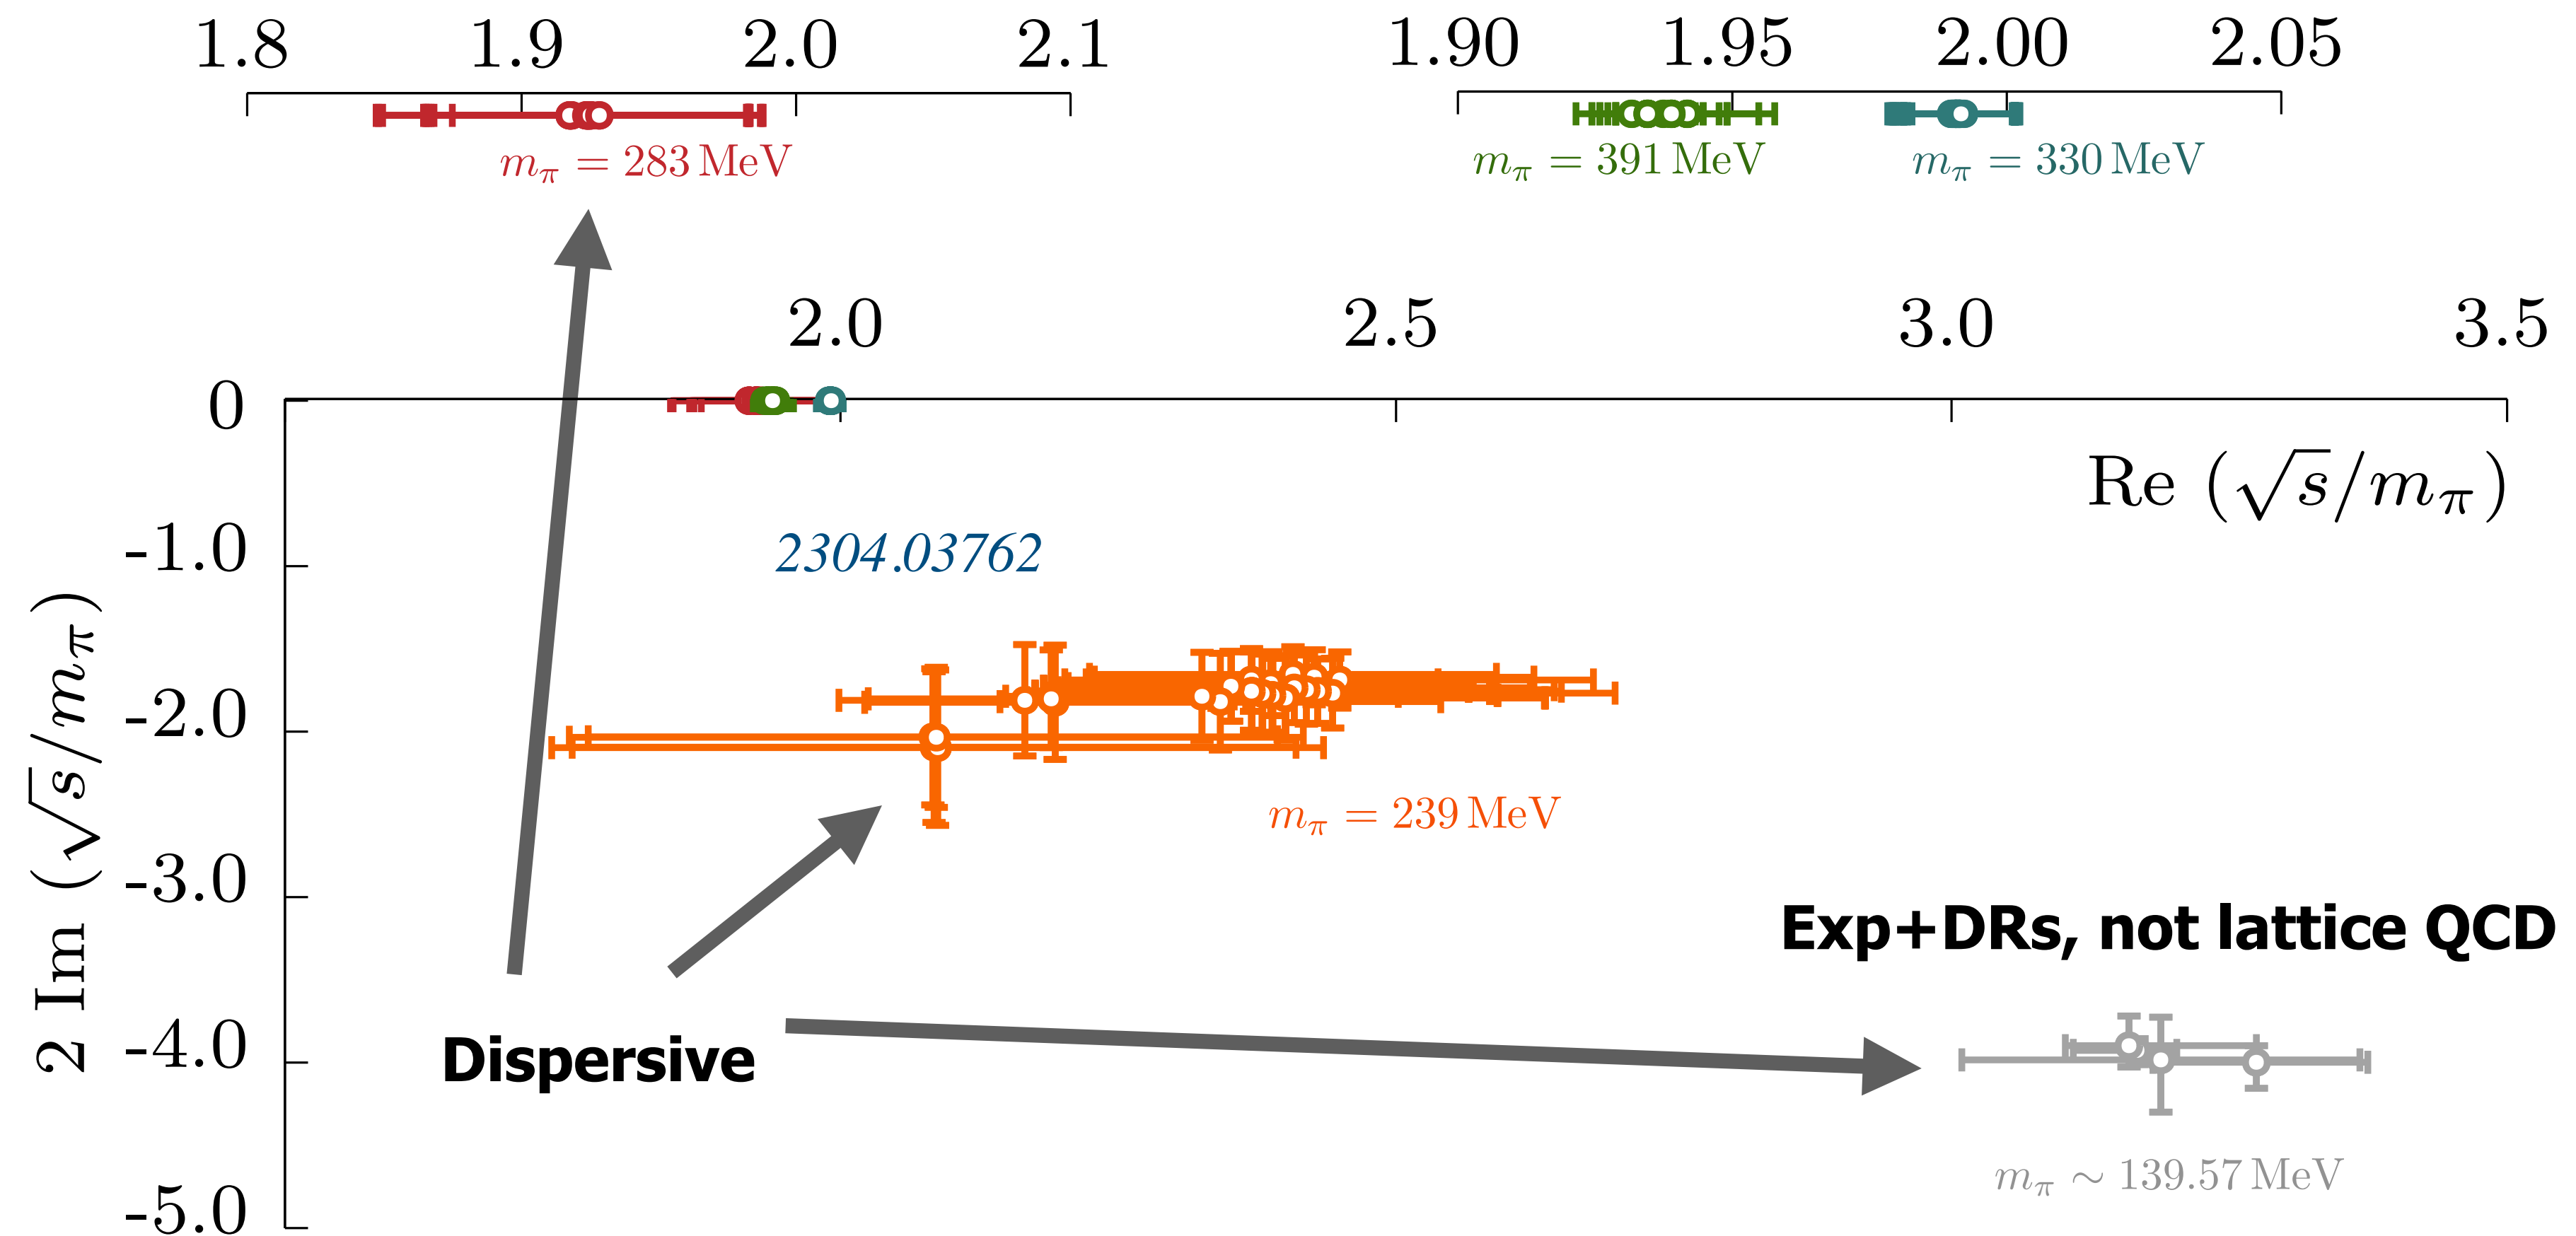 1.8 1.9 2.0 2.1 1.90 1.95 2.00 2.05
m_π = 283 MeV m_π = 391 MeV m_π = 330 MeV
2.0 2.5 3.0 3.5
0
Re (√s/m_π)
-1.0
2304.03762
-2.0
m_π = 239 MeV
-3.0
Exp+DRs, not lattice QCD
-4.0
Dispersive
m_π ∼ 139.57 MeV
-5.0
2 Im (√s/m_π)